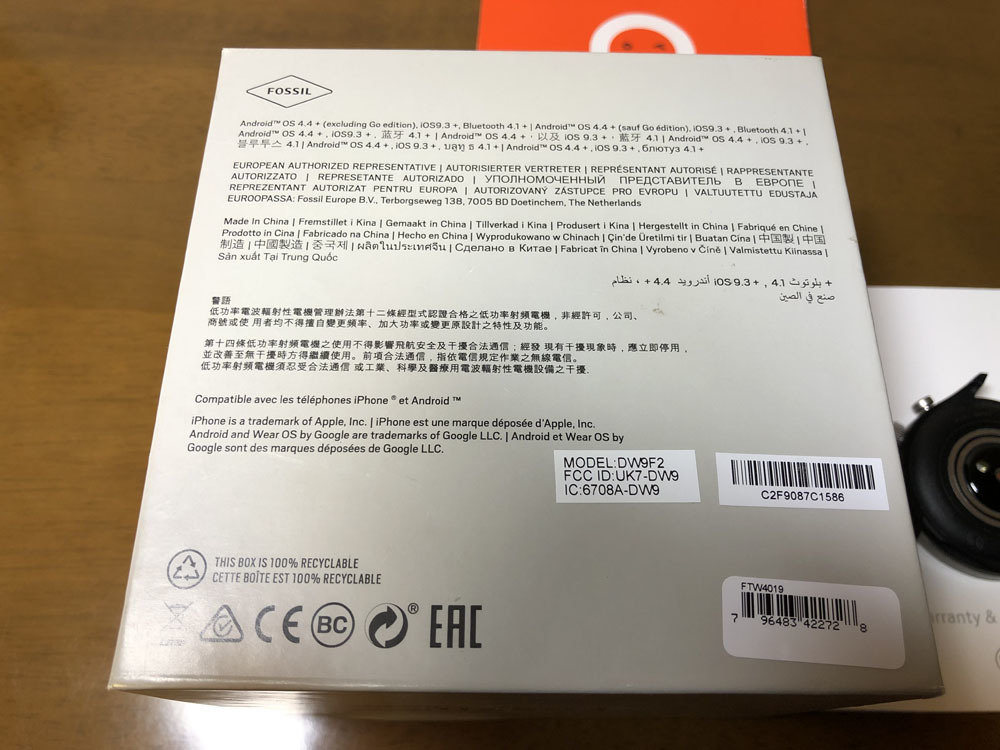 FOSSIL
Android™ OS 4.4 + (excluding Go edition), iOS9.3 +, Bluetooth 4.1 + | Android™ OS 4.4 + (sauf Go édition), iOS9.3 +, Bluetooth 4.1 + |
Android™ OS 4.4 + , iOS9.3 + , 蓝牙 4.1 + | Android™ OS 4.4 + , 以及 iOS 9.3 + , 藍牙 4.1 | Android™ OS 4.4 + , iOS 9.3 + ,
블루투스 4.1 | Android™ OS 4.4 + , iOS 9.3 + , บลูทู ธ 4.1 + | Android™ OS 4.4 + , iOS 9.3 + , блютуз 4.1 +
EUROPEAN AUTHORIZED REPRESENTATIVE | AUTORISIERTER VERTRETER | REPRÉSENTANT AUTORISÉ | RAPPRESENTANTE
AUTORIZZATO | REPRESETANTE AUTORIZADO | УПОЛНОМОЧЕННЫЙ ПРЕДСТАВИТЕЛЬ В ЕВРОПЕ |
REPREZENTANT AUTORIZAT PENTRU EUROPA | AUTORIZOVANÝ ZÁSTUPCE PRO EVROPU | VALTUUTETTU EDUSTAJA
EUROOPASSA: Fossil Europe B.V., Terborgseweg 138, 7005 BD Doetinchem, The Netherlands
Made In China | Fremstillet i Kina | Gemaakt in China | Tillverkad i Kina | Produsert i Kina | Hergestellt in China | Fabriqué en Chine |
Prodotto in Cina | Fabricado na China | Hecho en China | Wyprodukowano w Chinach | Çin'de Üretilmi tir | Buatan Cina | 中国製 | 中国
制造 | 中國製造 | 중국제 | ผลิตในประเทศจีน | Сделано в Китае | Fabricat în China | Vyrobeno v Číně | Valmistettu Kiinassa |
Sản xuất Tại Trung Quốc
+ بلوتوث 4.1 , + iOS 9.3 أندرويد 4.4 + ، نظام
صنع في الصين
警語
低功率電波輻射性電機管理辦法第十二條經型式認證合格之低功率射頻電機，非經許可，公司、
商號或使 用者均不得擅自變更頻率、加大功率或變更原設計之特性及功能。
第十四條低功率射頻電機之使用不得影響飛航安全及干擾合法通信；經發 現有干擾現象時，應立即停用，
並改善至無干擾時方得繼續使用。前項合法通信，指依電信規定作業之無線電信。
低功率射頻電機須忍受合法通信 或工業、科學及醫療用電波輻射性電機設備之干擾.
Compatible avec les téléphones iPhone ® et Android ™
iPhone is a trademark of Apple, Inc. | iPhone est une marque déposée d'Apple, Inc.
Android and Wear OS by Google are trademarks of Google LLC. | Android et Wear OS by
Google sont des marques déposées de Google LLC.
MODEL:DW9F2
FCC ID:UK7-DW9
IC:6708A-DW9
C2F9087C1586
THIS BOX IS 100% RECYCLABLE
CETTE BOÎTE EST 100% RECYCLABLE
CE BC ® EAC
FTW4019
7 96483 42272 8
&